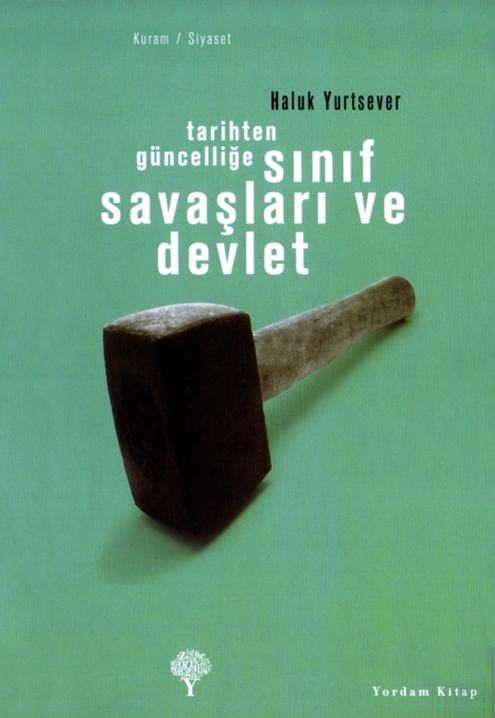 Kuram / Siyaset
Haluk Yurtsever
tarihten
güncelliğe sınıf
savaşları ve
devlet
Y
Yordam Kitap